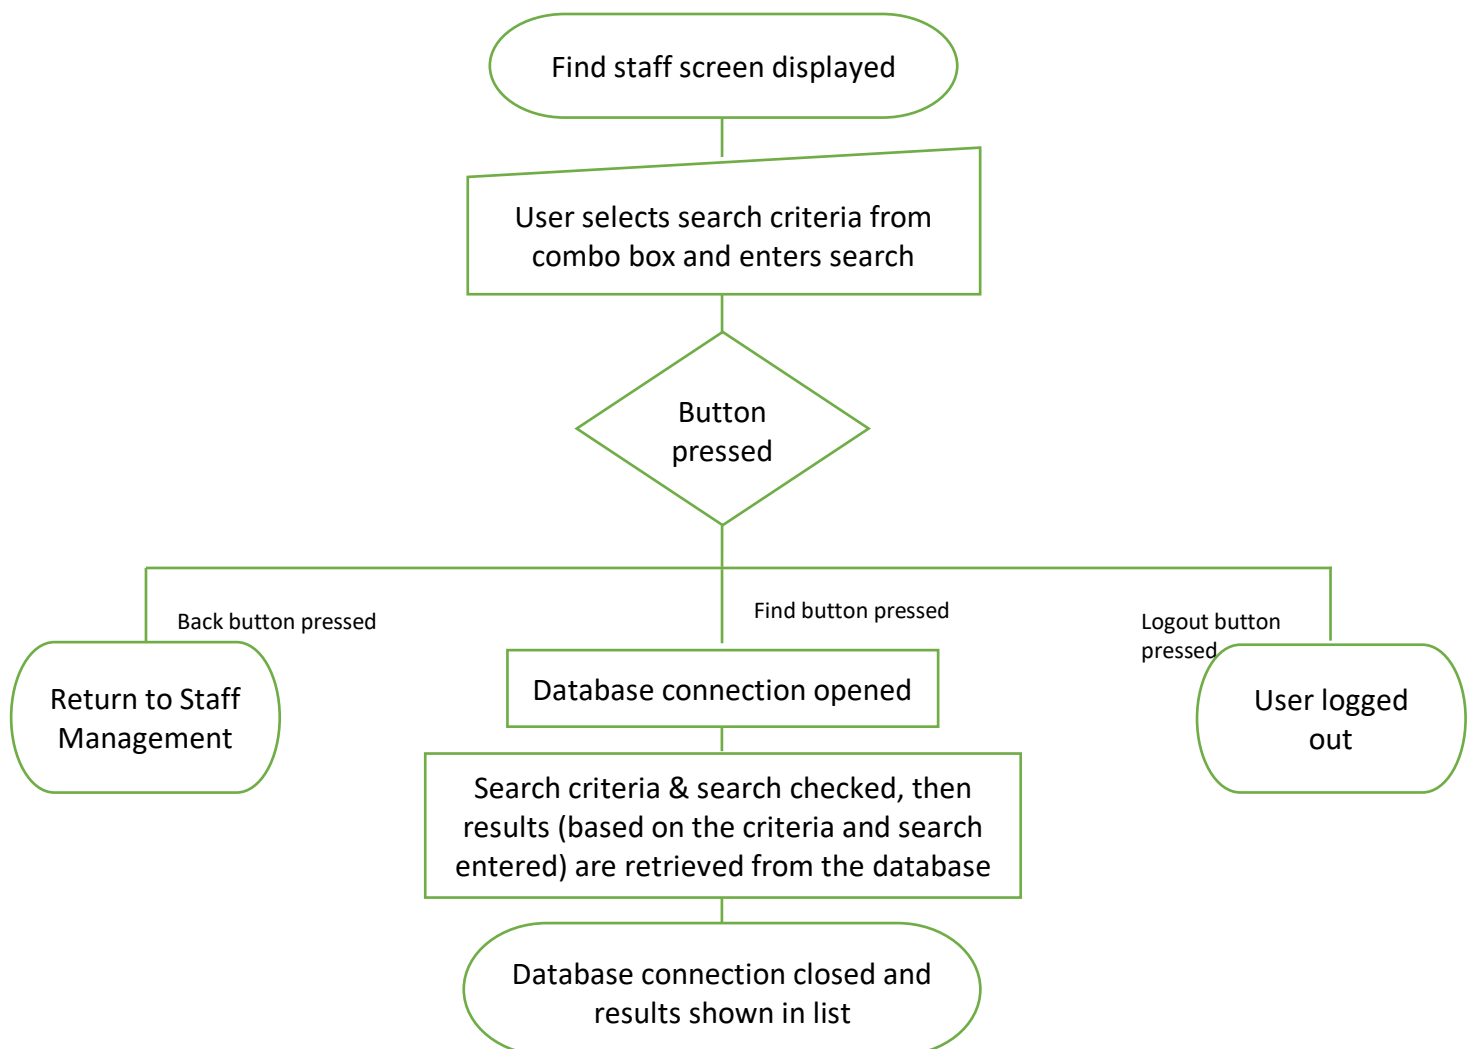 Find staff screen displayed
User selects search criteria from
combo box and enters search
Button
pressed
Back button pressed
Find button pressed
Logout button
pressed
Return to Staff
Management
Database connection opened
User logged
out
Search criteria & search checked, then
results (based on the criteria and search
entered) are retrieved from the database
Database connection closed and
results shown in list